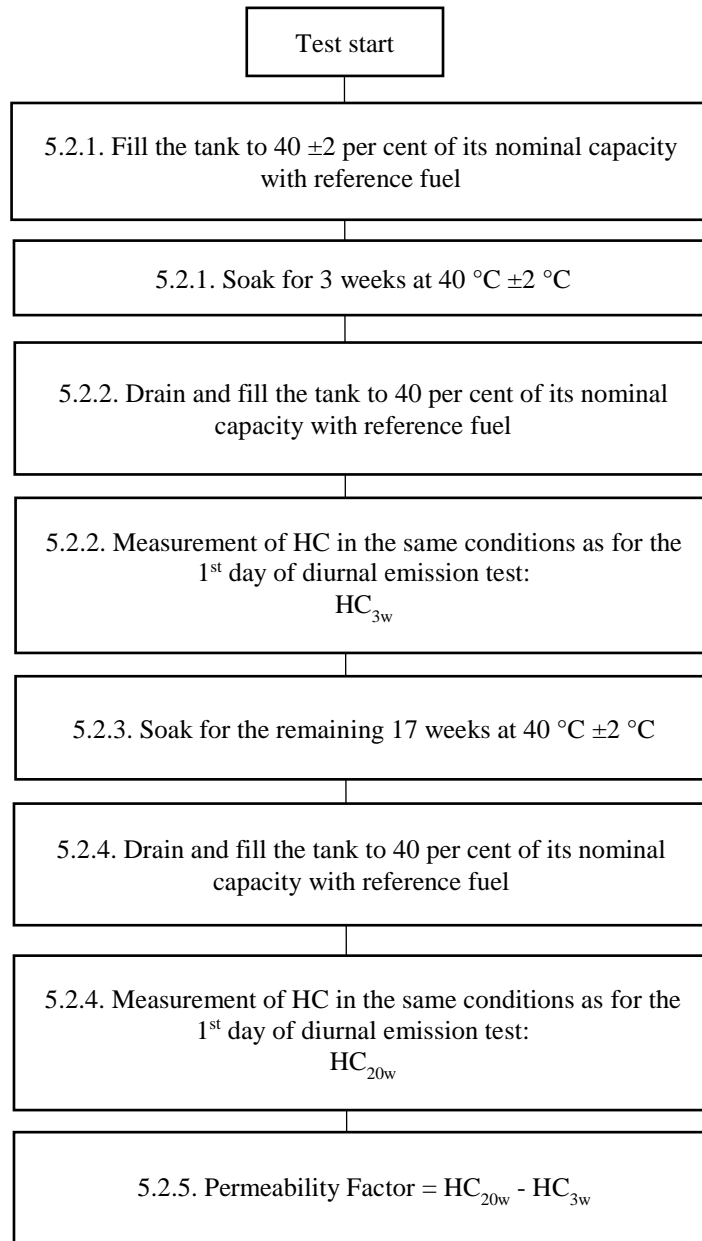 Test start
5.2.1. Fill the tank to 40 ±2 per cent of its nominal capacity
with reference fuel
5.2.1. Soak for 3 weeks at 40 °C ±2 °C
5.2.2. Drain and fill the tank to 40 per cent of its nominal
capacity with reference fuel
5.2.2. Measurement of HC in the same conditions as for the
1st day of diurnal emission test:
HC3w
5.2.3. Soak for the remaining 17 weeks at 40 °C ±2 °C
5.2.4. Drain and fill the tank to 40 per cent of its nominal
capacity with reference fuel
5.2.4. Measurement of HC in the same conditions as for the
1st day of diurnal emission test:
HC20w
5.2.5. Permeability Factor = HC20w - HC3w